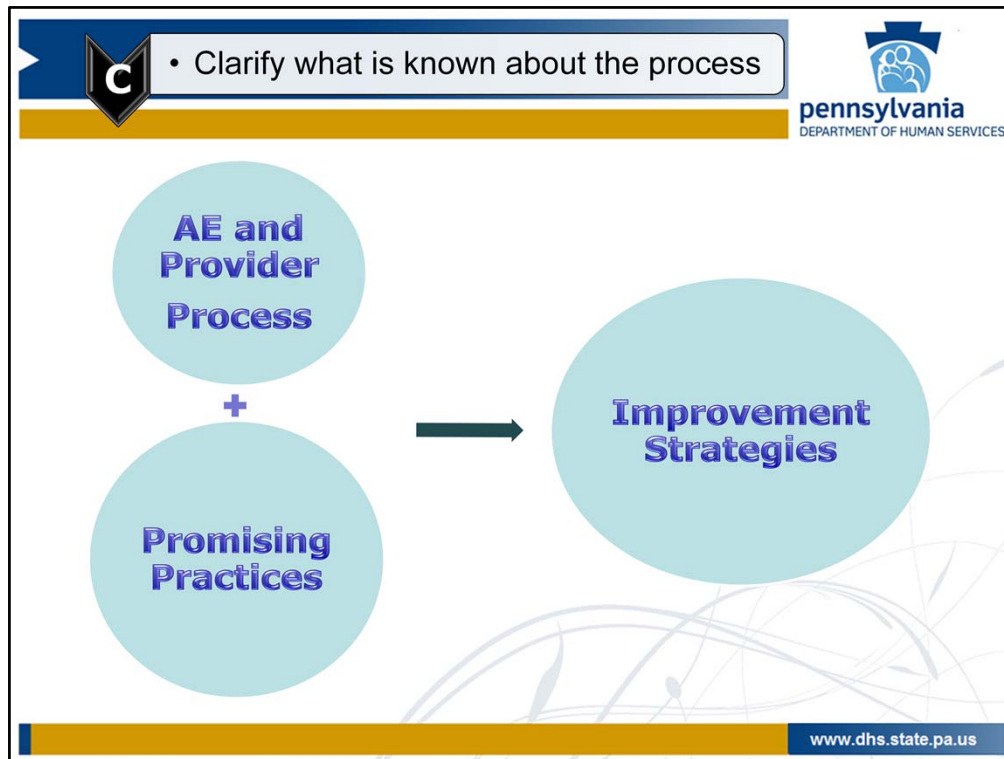 C
• Clarify what is known about the process
pennsylvania
DEPARTMENT OF HUMAN SERVICES
AE and
Provider
Process
+
Promising
Practices
Improvement
Strategies
www.dhs.state.pa.us